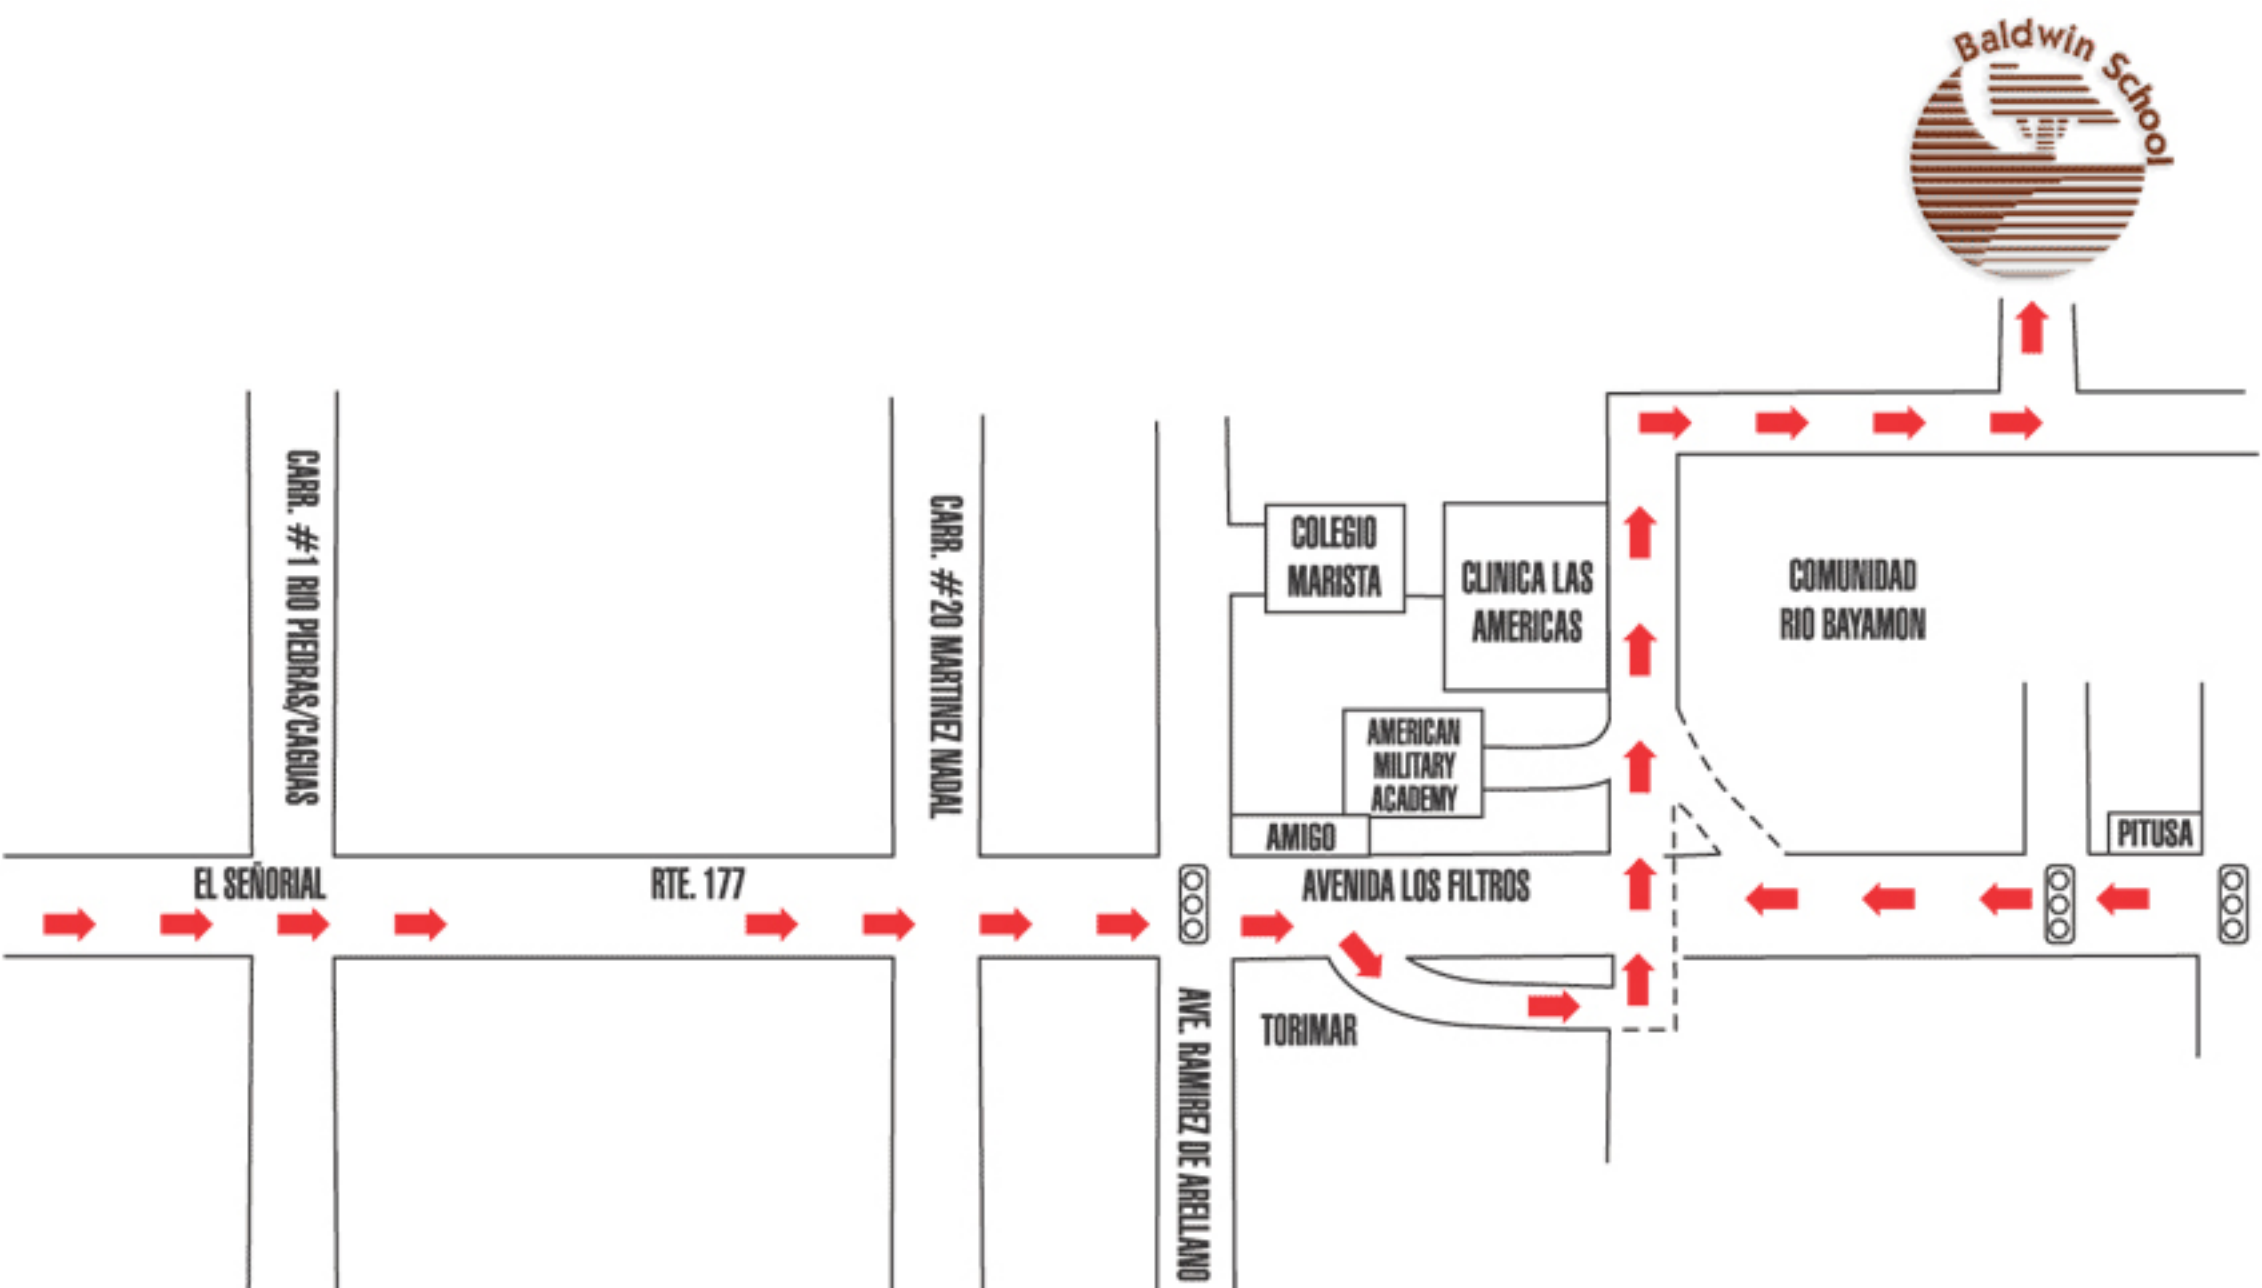 Baldwin School
CARR. #1 RIO PIEDRAS/CAGUAS
CARR. #20 MARTINEZ NADAL
COLEGIO
MARISTA
CLINICA LAS
AMERICAS
COMUNIDAD
RIO BAYAMON
AMERICAN
MILITARY
ACADEMY
AMIGO
PITUSA
EL SEÑORIAL
RTE. 177
AVENIDA LOS FILTROS
TORIMAR
AVE. RAMIREZ DE ARELLANO